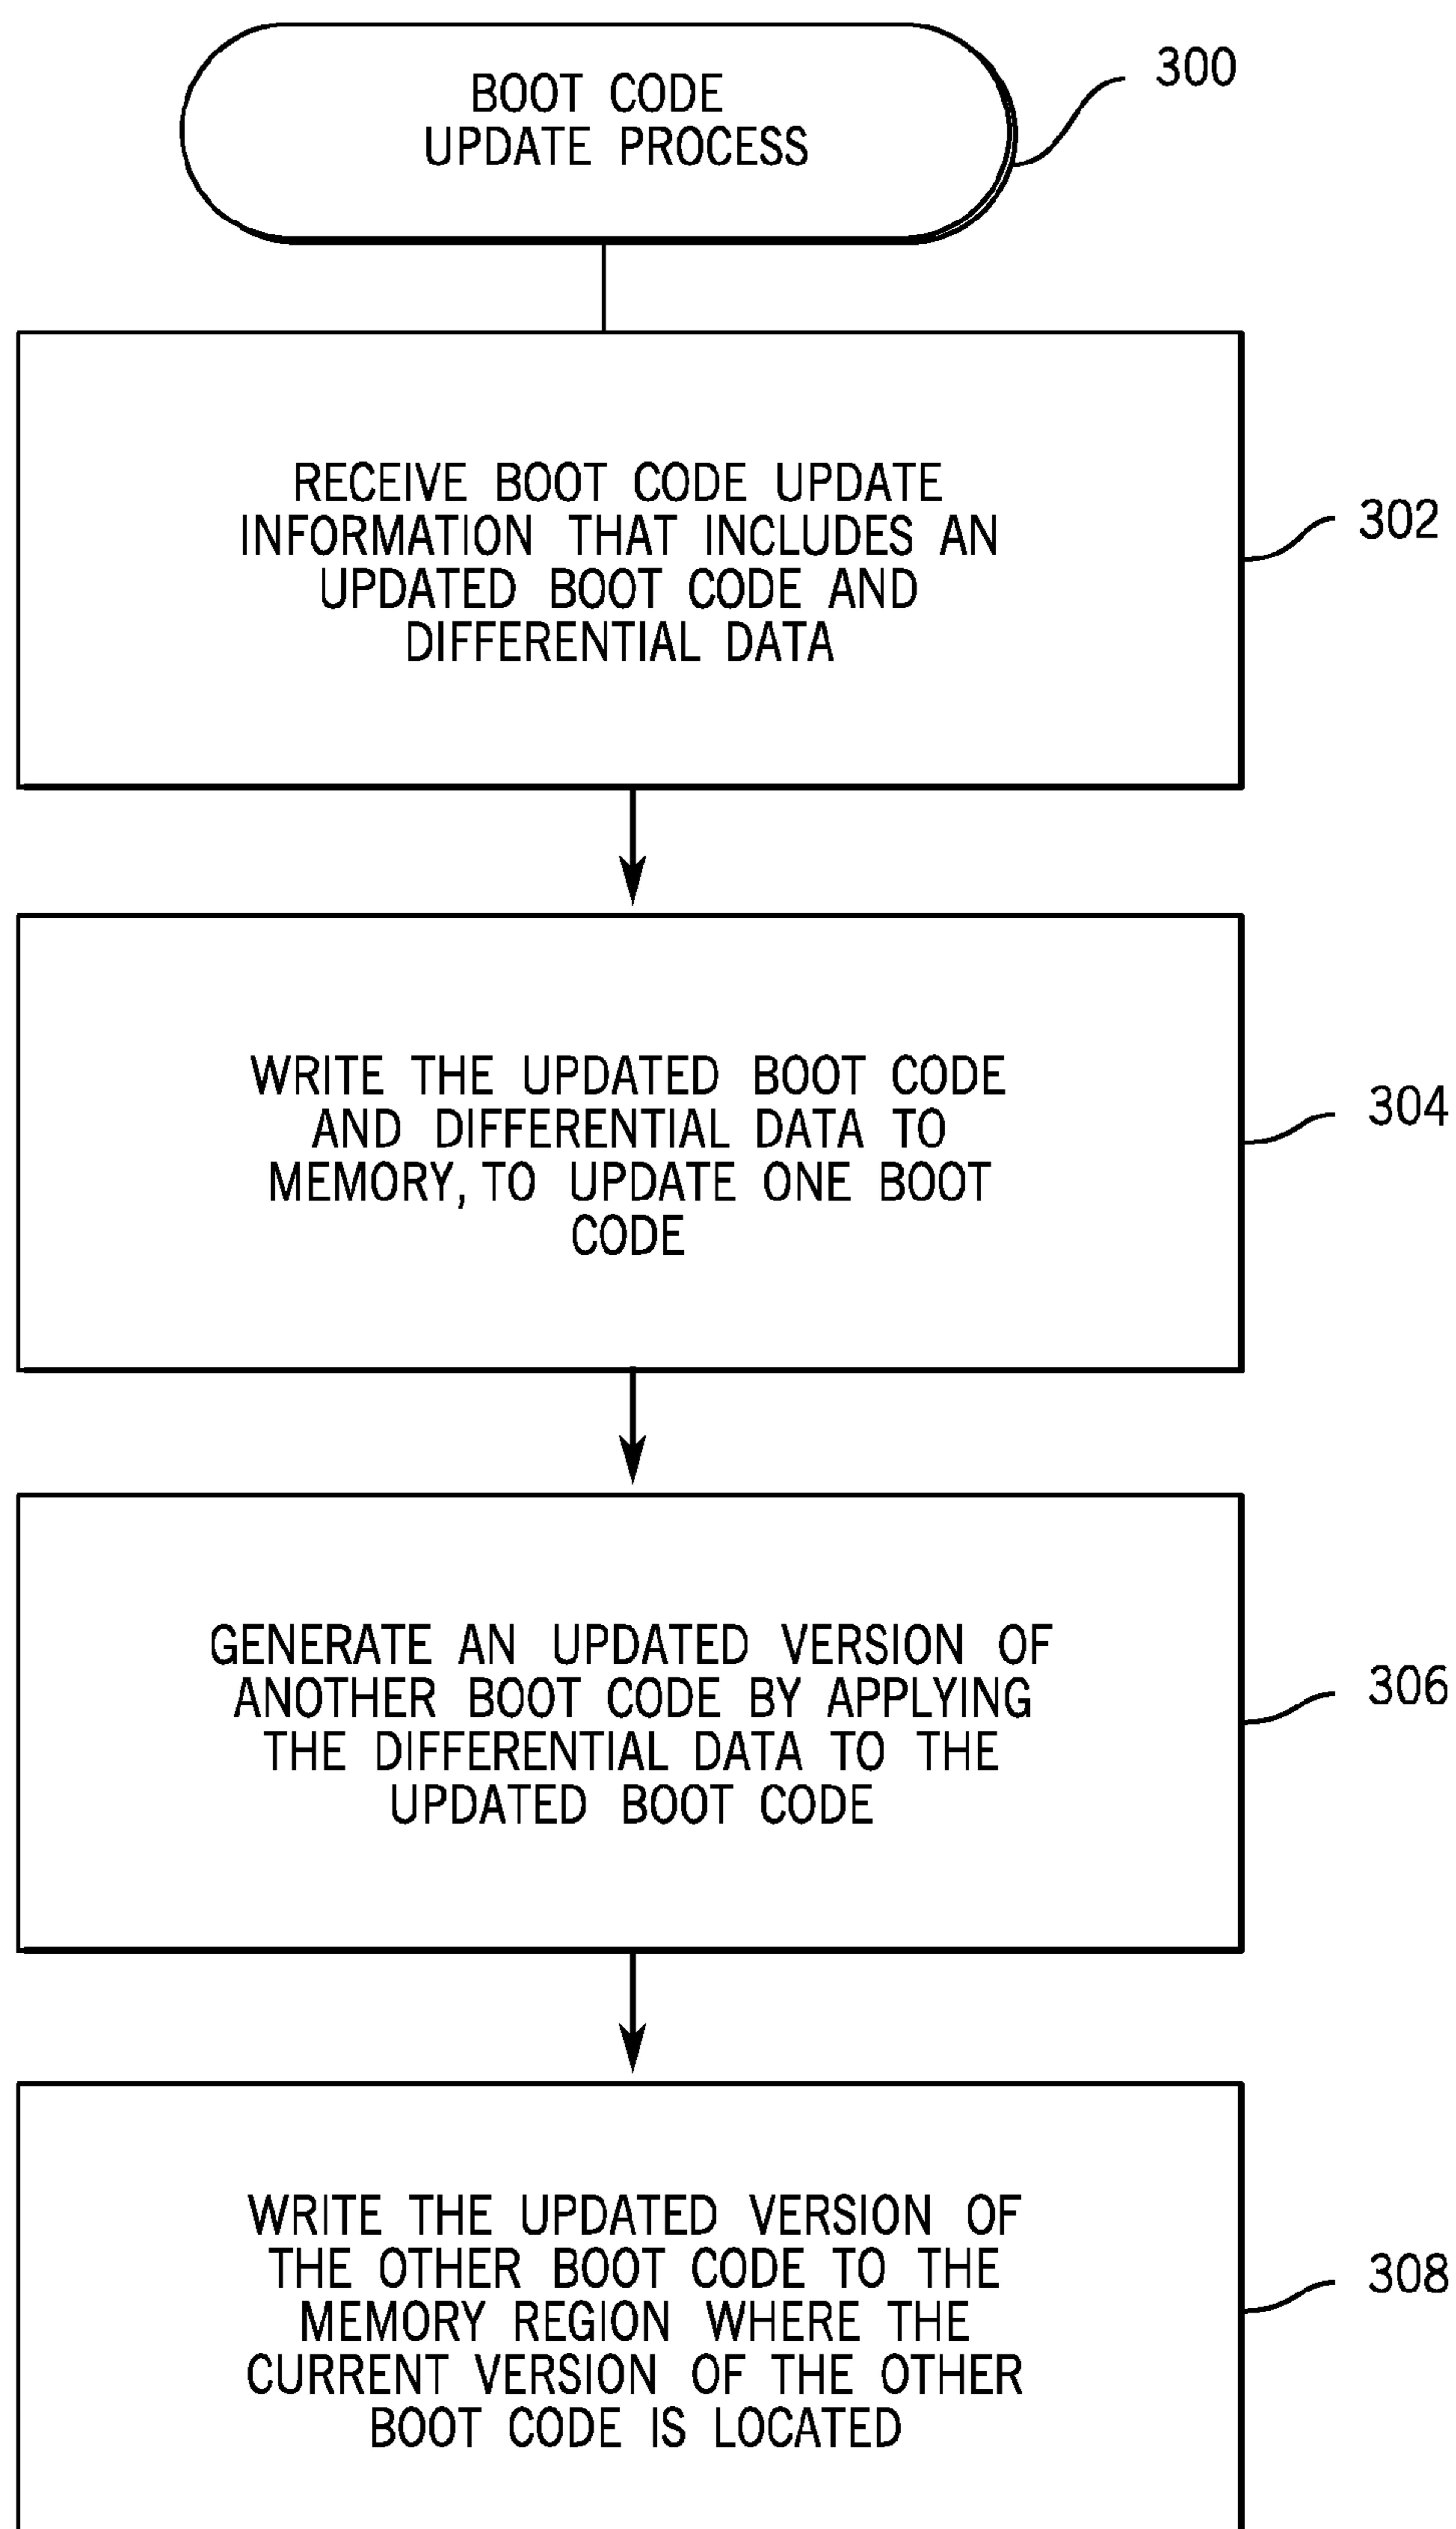 BOOT CODE
UPDATE PROCESS
300
RECEIVE BOOT CODE UPDATE
INFORMATION THAT INCLUDES AN
UPDATED BOOT CODE AND
DIFFERENTIAL DATA
302
WRITE THE UPDATED BOOT CODE
AND DIFFERENTIAL DATA TO
MEMORY, TO UPDATE ONE BOOT
CODE
304
GENERATE AN UPDATED VERSION OF
ANOTHER BOOT CODE BY APPLYING
THE DIFFERENTIAL DATA TO THE
UPDATED BOOT CODE
306
WRITE THE UPDATED VERSION OF
THE OTHER BOOT CODE TO THE
MEMORY REGION WHERE THE
CURRENT VERSION OF THE OTHER
BOOT CODE IS LOCATED
308